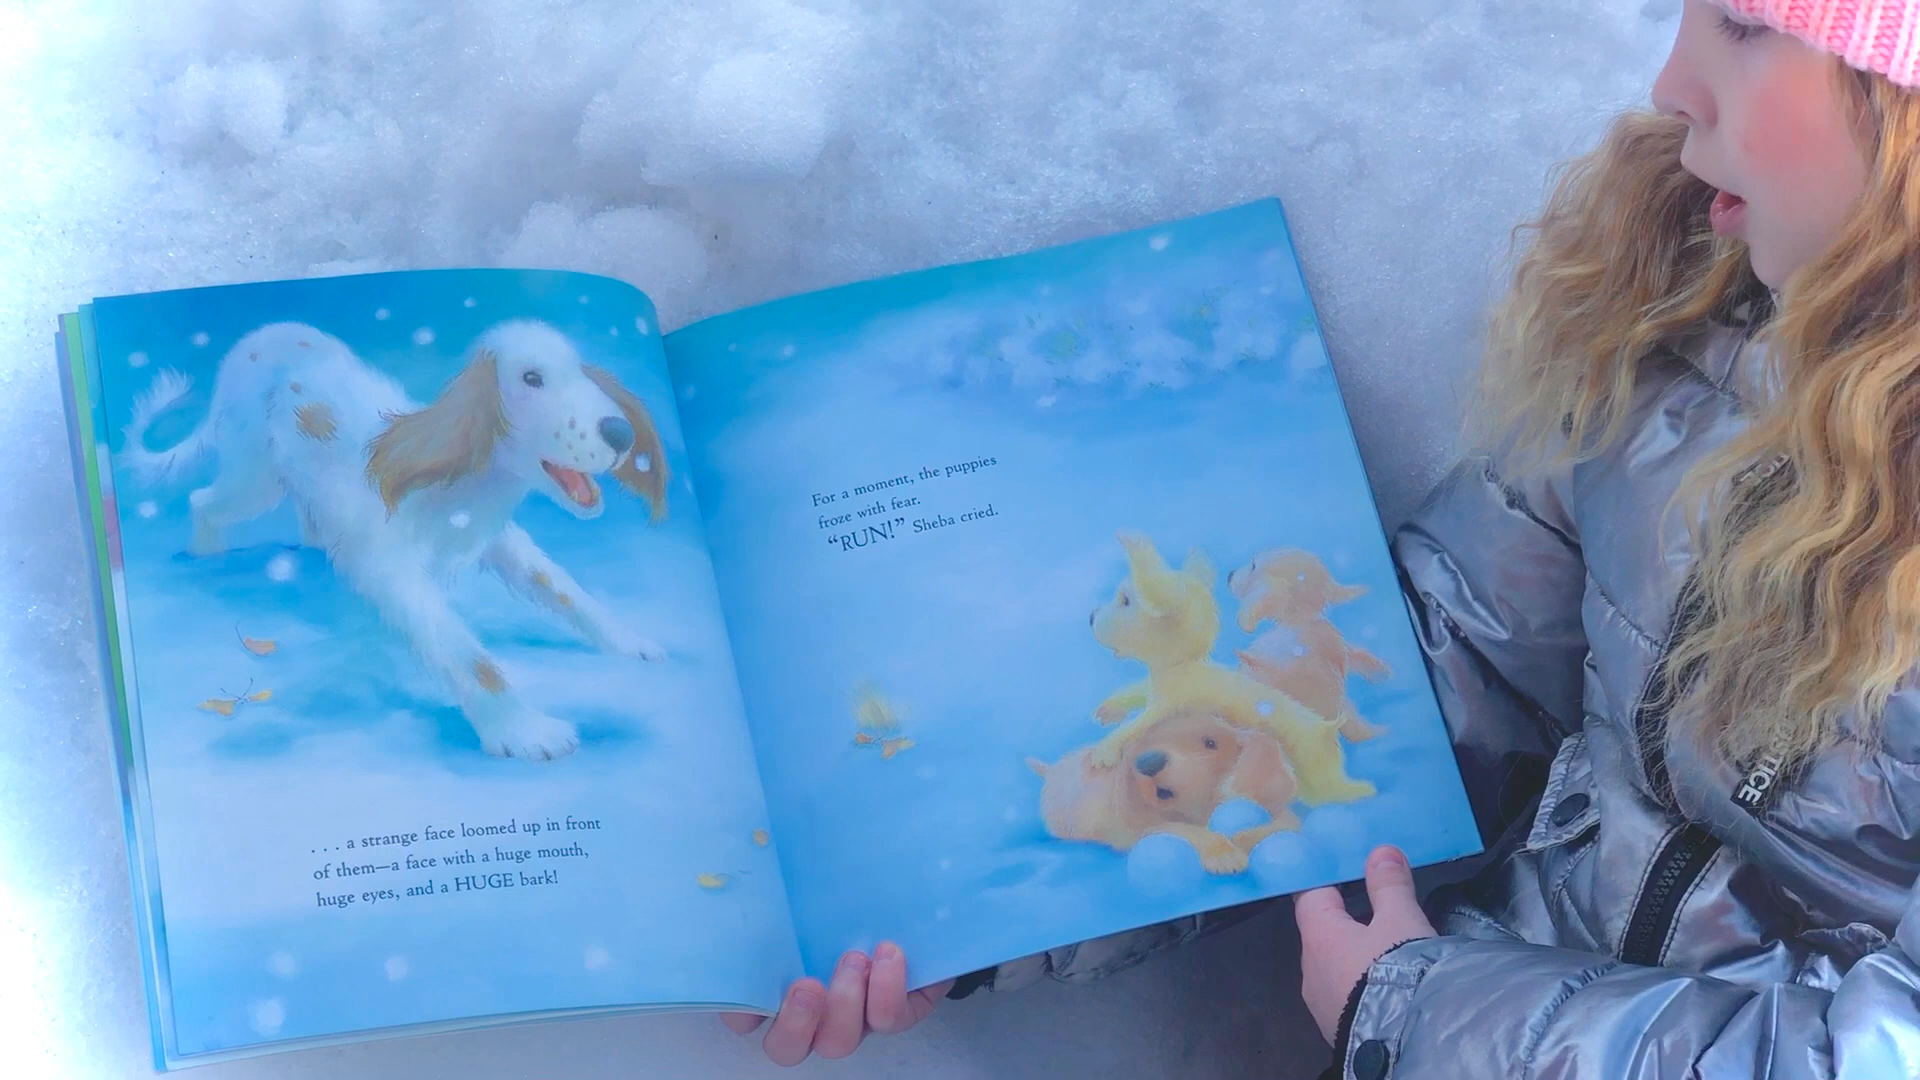 . . . a strange face loomed up in front
of them—a face with a huge mouth,
huge eyes, and a HUGE bark!
For a moment, the puppies
froze with fear.
“RUN!” Sheba cried.